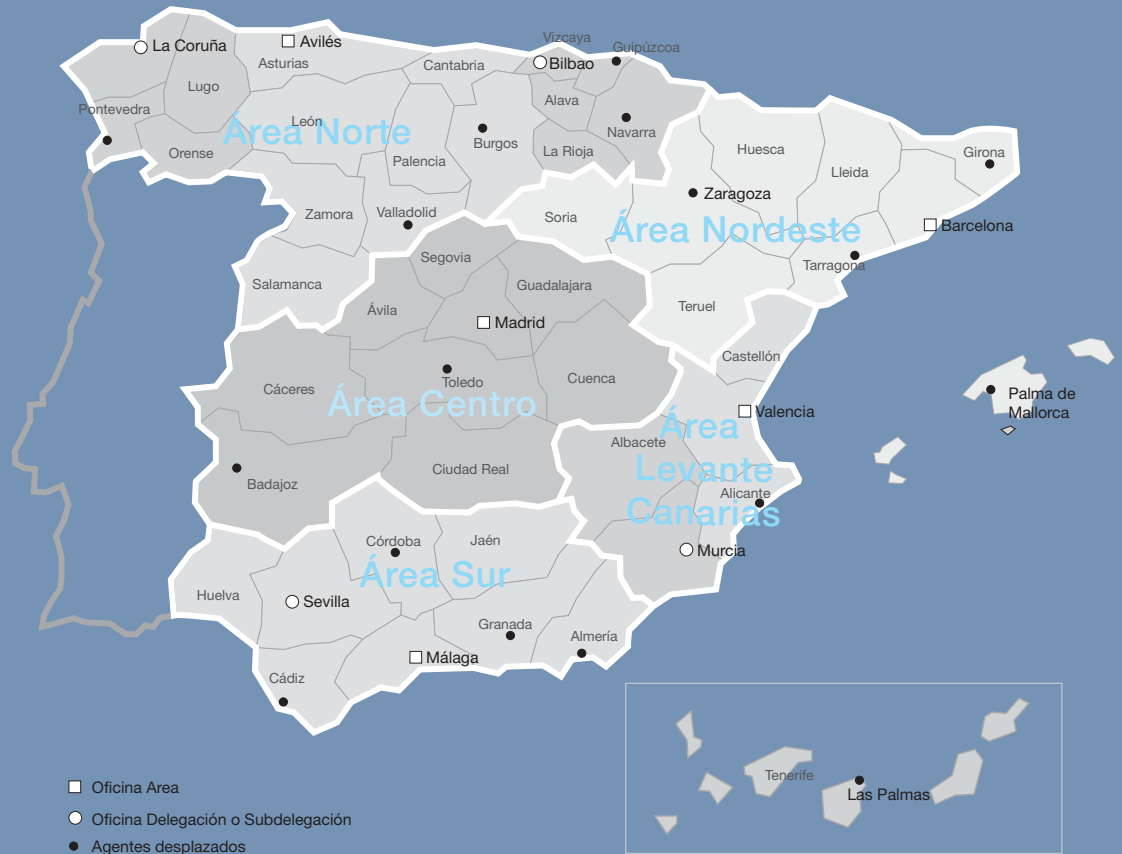 Vizcaya
La Coruña
Avilés
Guipúzcoa
Asturias
Cantabria
Bilbao
Lugo
Alava
Pontevedra
León
Área Norte
Navarra
Burgos
Huesca
Orense
Palencia
La Rioja
Girona
Lleida
Zaragoza
Zamora
Valladolid
Soria
Área Nordeste
Barcelona
Segovia
Tarragona
Salamanca
Guadalajara
Ávila
Teruel
Madrid
Castellón
Cáceres
Toledo
Cuenca
Palma de
Mallorca
Área Centro
Valencia
Área
Levante
Canarias
Albacete
Ciudad Real
Badajoz
Alicante
Córdoba
Jaén
Murcia
Área Sur
Huelva
Sevilla
Granada
Almería
Málaga
Cádiz
Tenerife
Las Palmas
Oficina Area
Oficina Delegación o Subdelegación
Agentes desplazados